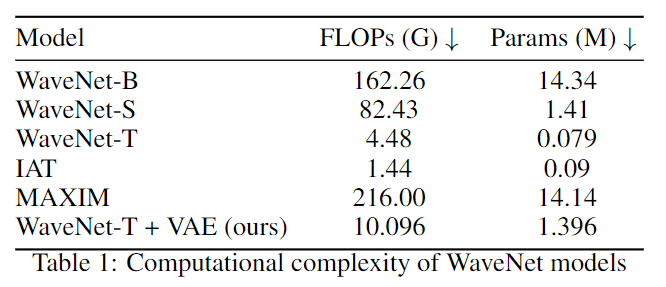 Model FLOPs (G) ↓ Params (M) ↓
WaveNet-B 162.26 14.34
WaveNet-S 82.43 1.41
WaveNet-T 4.48 0.079
IAT 1.44 0.09
MAXIM 216.00 14.14
WaveNet-T + VAE (ours) 10.096 1.396
Table 1: Computational complexity of WaveNet models